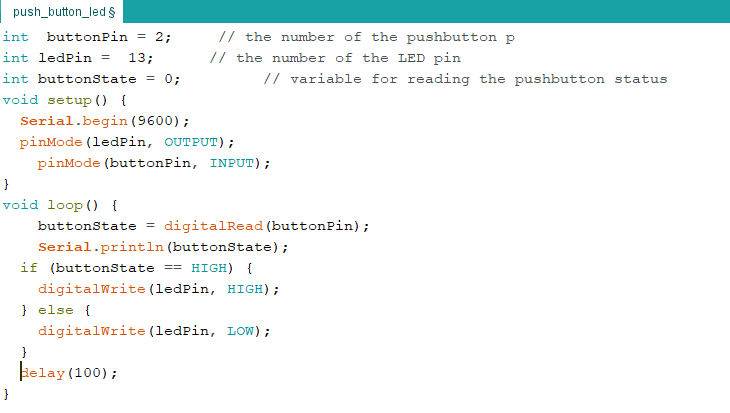 push_button_led §
int  buttonPin = 2;     // the number of the pushbutton p
int ledPin =  13;      // the number of the LED pin
int buttonState = 0;         // variable for reading the pushbutton status
void setup() {
  Serial.begin(9600);
  pinMode(ledPin, OUTPUT);
    pinMode(buttonPin, INPUT);
}
void loop() {
    buttonState = digitalRead(buttonPin);
    Serial.println(buttonState);
  if (buttonState == HIGH) {
    digitalWrite(ledPin, HIGH);
  } else {
    digitalWrite(ledPin, LOW);
  }
  delay(100);
}